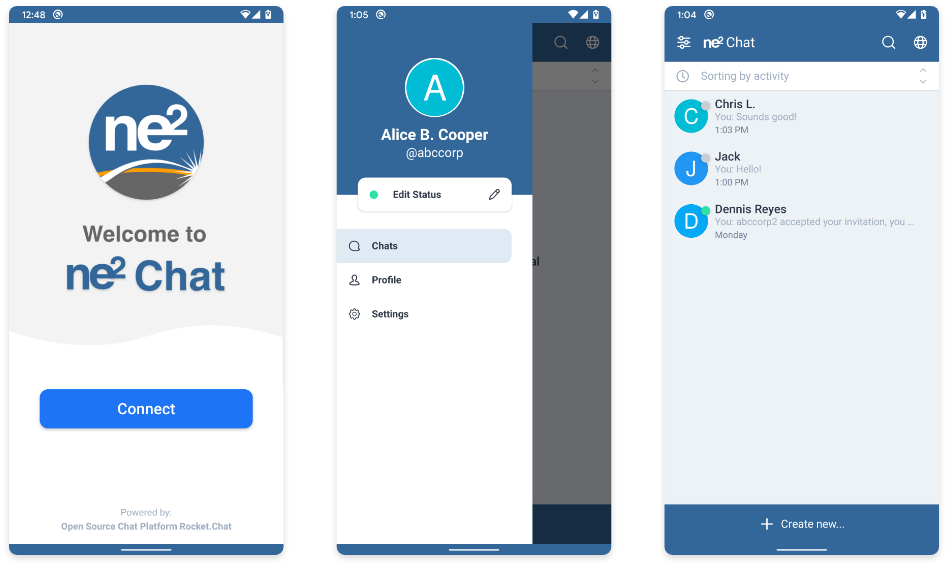 12:48
ne2
Welcome to
ne2 Chat
Connect
Powered by:
Open Source Chat Platform Rocket.Chat
1:05
A
Alice B. Cooper
@abccorp
Edit Status
Chats
Profile
Settings
al
1:04
ne2 Chat
Sorting by activity
C
Chris L.
You: Sounds good!
1:03 PM
J
Jack
You: Hello!
1:00 PM
D
Dennis Reyes
You: abccorp2 accepted your invitation, you ...
Monday
Create new...